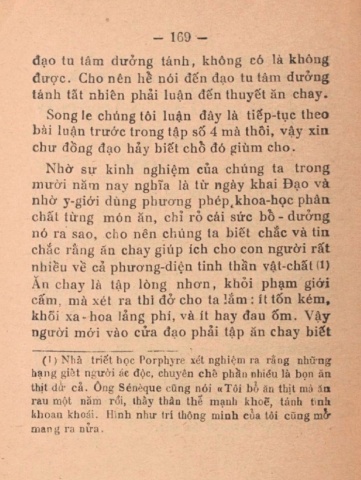 — 169 —
đạo tu tâm dưỡng tánh, không có là không
được. Cho nên hễ nói đến đạo tu tâm dưỡng
tánh tất nhiên phải luận đến thuyết ăn chay.
Song le chúng tôi luận đây là tiếp-tục theo
bài luận trước trong tập số 4 mà thôi, vậy xin
chư đồng đạo hảy biết chỗ đó giùm cho.
Nhờ sự kinh nghiệm của chúng ta trong
mười năm nay nghĩa là từ ngày khai Đạo và
nhờ y-giới dùng phương phép khoa-học phân
chất từng món ăn, chỉ rỏ cái sức bồ-dưỡng
nó ra sao, cho nên chúng ta biết chắc và tin
chắc rằng ăn chay giúp ích cho con người rất
nhiều về cả phương-diện tinh thần vật-chất (1)
Ăn chay là tập lòng nhơn, khỏi phạm giới
cấm, mà xét ra thì đở cho ta lắm: ít tốn kém,
khỏi xa-hoa lảng phí, và ít hay đau ốm. Vậy
người mới vào cửa đạo phải tập ăn chay biết
(1) Nhà triết học Porphyre xét nghiệm ra rằng những
hạng giết người ác độc, chuyên chế phần nhiều là bọn ăn
thịt dử cả. Ông Sénèque cũng nói «Tôi bỏ ăn thịt mà ăn
rau một năm rồi, thấy thân thể mạnh khoẽ, tánh tình
khoan khoái. Hình như trí thông minh của tôi cũng mở
mang ra nửa.